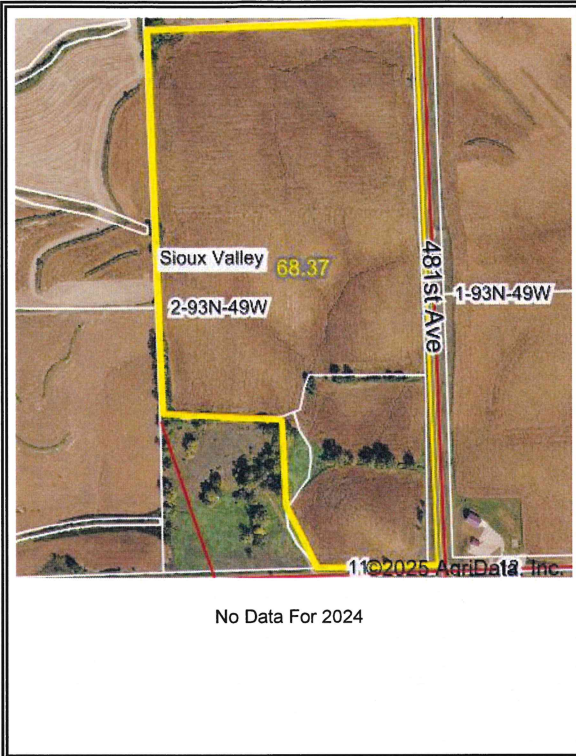 Sioux Valley
68.37
481st Ave
1-93N-49W
2-93N-49W
11
©2025 AgriData, Inc.
12
No Data For 2024